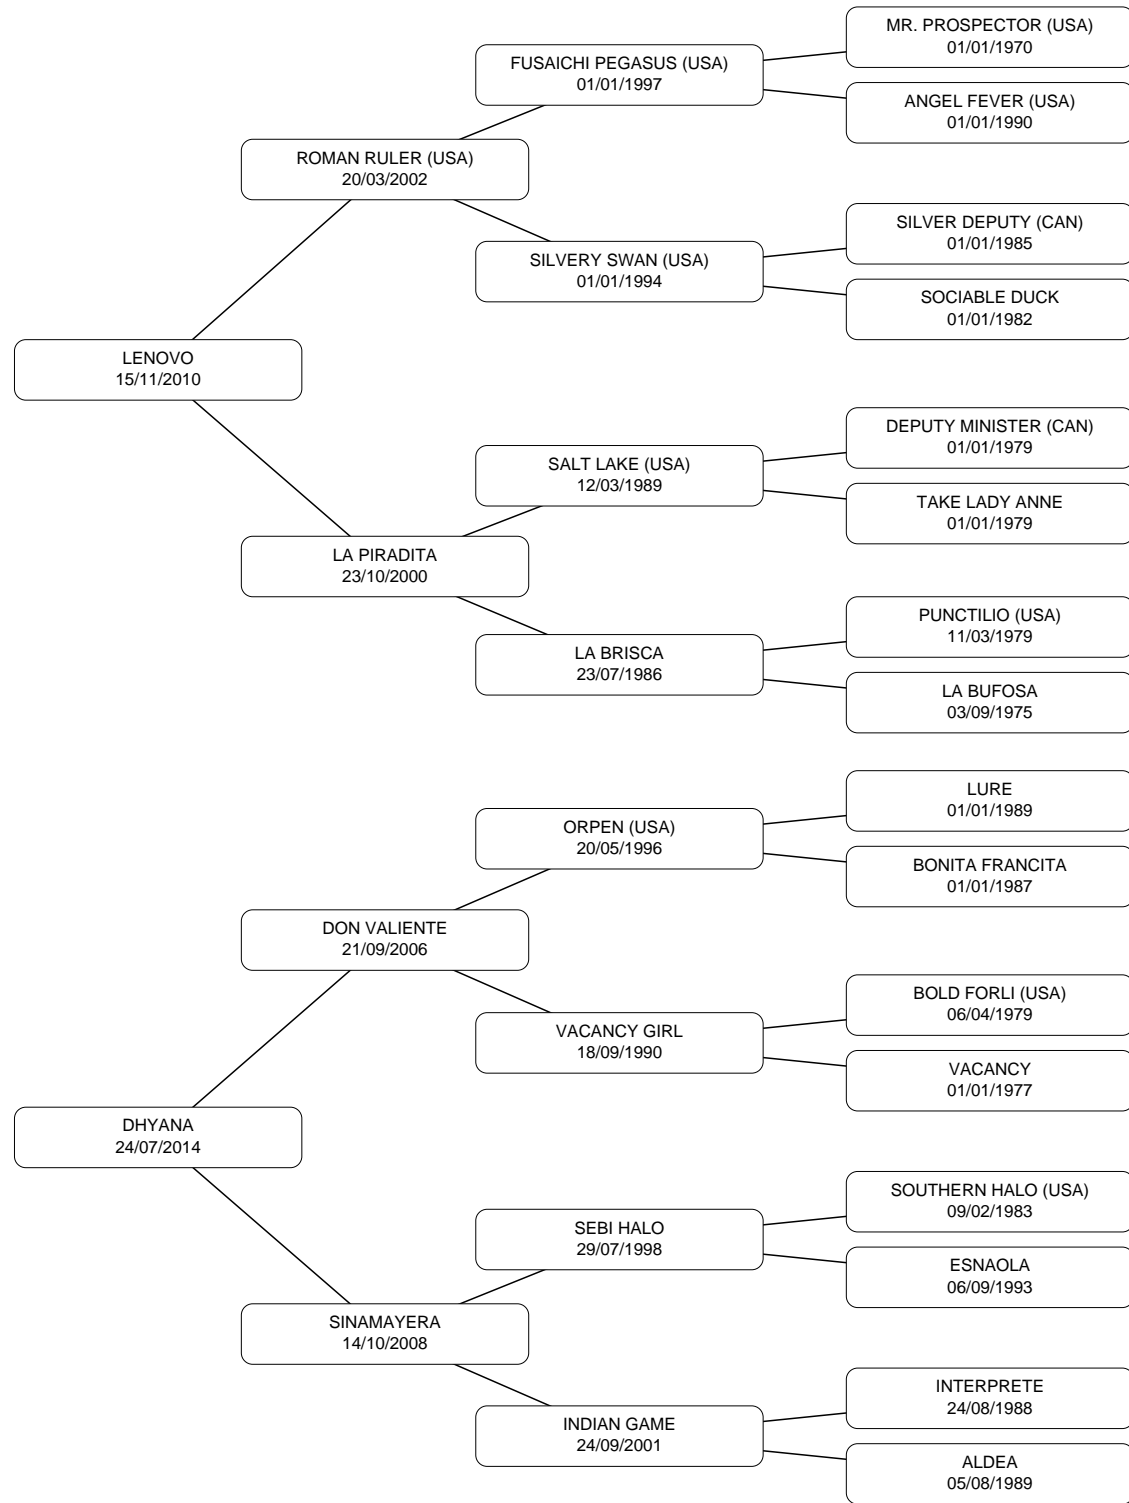 MR. PROSPECTOR (USA)
01/01/1970
FUSAICHI PEGASUS (USA)
01/01/1997
ANGEL FEVER (USA)
01/01/1990
ROMAN RULER (USA)
20/03/2002
SILVER DEPUTY (CAN)
01/01/1985
SILVERY SWAN (USA)
01/01/1994
SOCIABLE DUCK
01/01/1982
LENOVO
15/11/2010
DEPUTY MINISTER (CAN)
01/01/1979
SALT LAKE (USA)
12/03/1989
TAKE LADY ANNE
01/01/1979
LA PIRADITA
23/10/2000
PUNCTILIO (USA)
11/03/1979
LA BRISCA
23/07/1986
LA BUFOSA
03/09/1975
LURE
01/01/1989
ORPEN (USA)
20/05/1996
BONITA FRANCITA
01/01/1987
DON VALIENTE
21/09/2006
BOLD FORLI (USA)
06/04/1979
VACANCY GIRL
18/09/1990
VACANCY
01/01/1977
DHYANA
24/07/2014
SOUTHERN HALO (USA)
09/02/1983
SEBI HALO
29/07/1998
ESNAOLA
06/09/1993
SINAMAYERA
14/10/2008
INTERPRETE
24/08/1988
INDIAN GAME
24/09/2001
ALDEA
05/08/1989